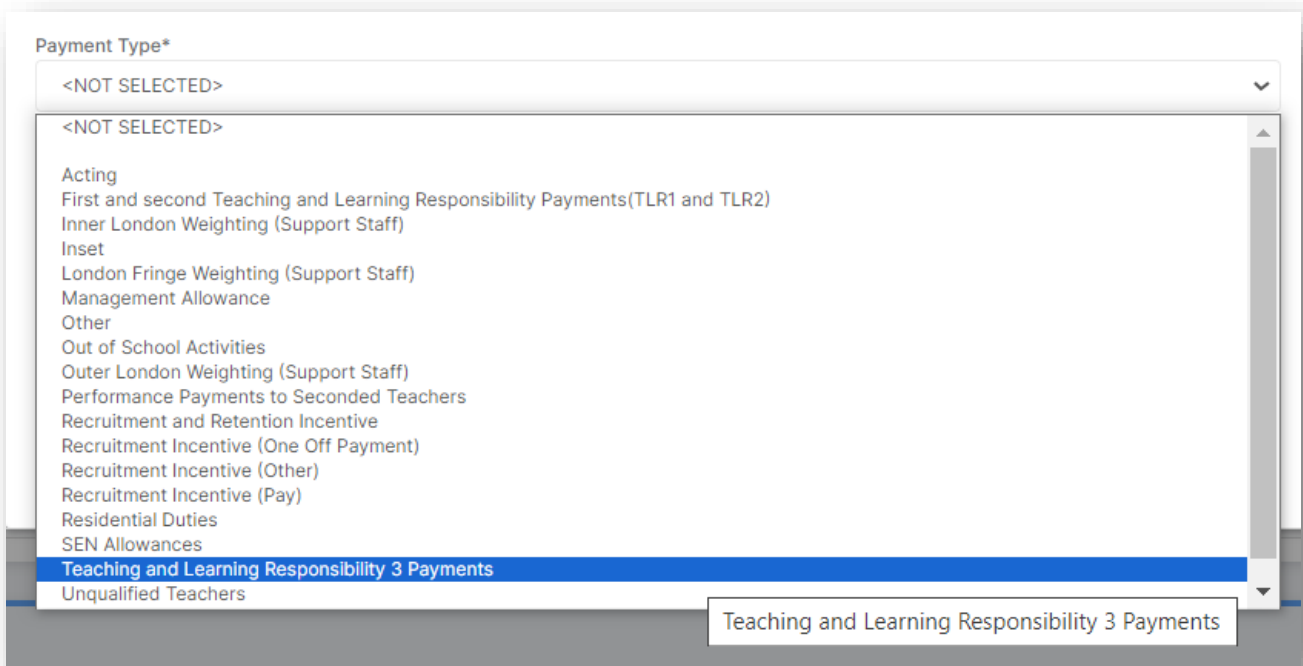 Payment Type*
<NOT SELECTED>
<NOT SELECTED>
Acting
First and second Teaching and Learning Responsibility Payments(TLR1 and TLR2)
Inner London Weighting (Support Staff)
Inset
London Fringe Weighting (Support Staff)
Management Allowance
Other
Out of School Activities
Outer London Weighting (Support Staff)
Performance Payments to Seconded Teachers
Recruitment and Retention Incentive
Recruitment Incentive (One Off Payment)
Recruitment Incentive (Other)
Recruitment Incentive (Pay)
Residential Duties
SEN Allowances
Teaching and Learning Responsibility 3 Payments
Unqualified Teachers
Teaching and Learning Responsibility 3 Payments